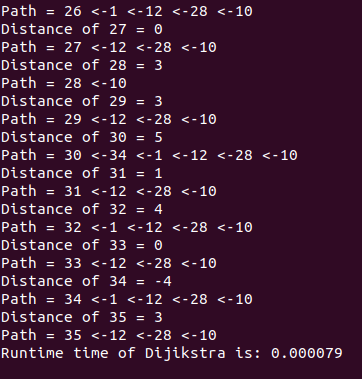 Path = 26 <-1 <-12 <-28 <-10
Distance of 27 = 0
Path = 27 <-12 <-28 <-10
Distance of 28 = 3
Path = 28 <-10
Distance of 29 = 3
Path = 29 <-12 <-28 <-10
Distance of 30 = 5
Path = 30 <-34 <-1 <-12 <-28 <-10
Distance of 31 = 1
Path = 31 <-12 <-28 <-10
Distance of 32 = 4
Path = 32 <-1 <-12 <-28 <-10
Distance of 33 = 0
Path = 33 <-12 <-28 <-10
Distance of 34 = -4
Path = 34 <-1 <-12 <-28 <-10
Distance of 35 = 3
Path = 35 <-12 <-28 <-10
Runtime time of Dijikstra is: 0.000079